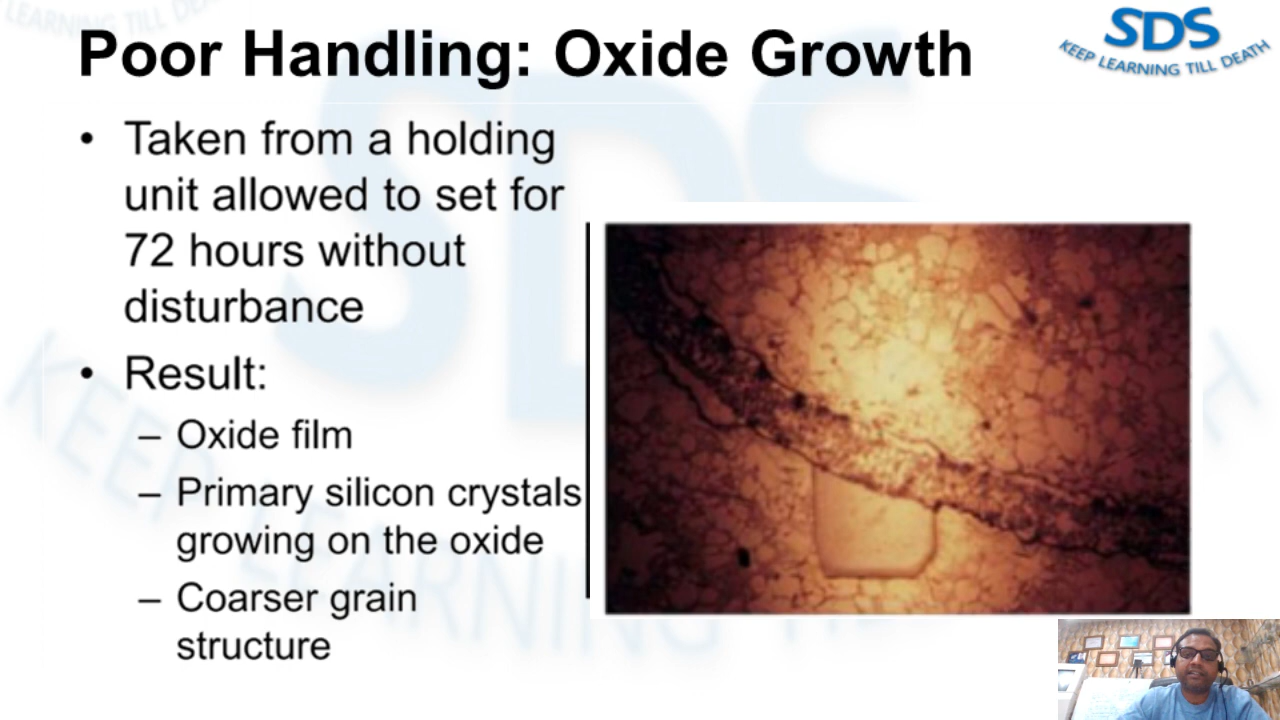 Poor Handling: Oxide Growth
SDS
KEEP LEARNING TILL DEATH
• Taken from a holding
unit allowed to set for
72 hours without
disturbance
• Result:
– Oxide film
– Primary silicon crystals
growing on the oxide
– Coarser grain
structure